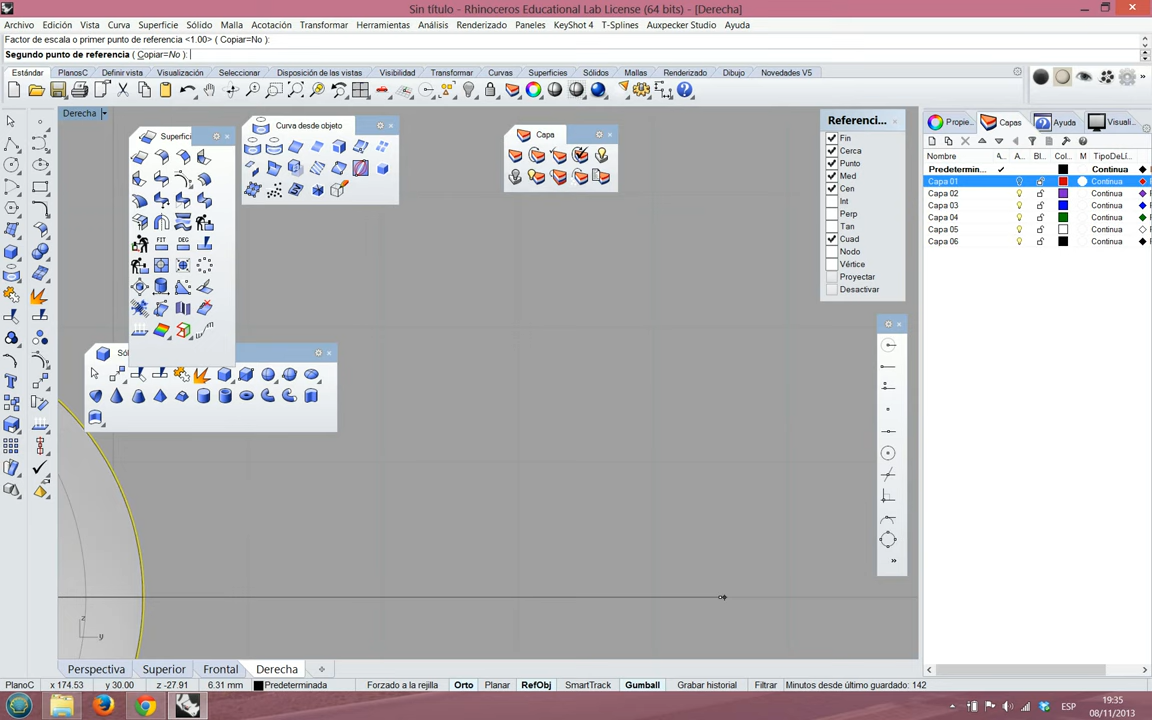 Sin título - Rhinoceros Educational Lab License (64 bits) - [Derecha]
Archivo Edición Vista Curva Superficie Sólido Malla Acotación Transformar Herramientas Análisis Renderizado Paneles KeyShot 4 T-Splines Auxpecker Studio Ayuda
Factor de escala o primer punto de referencia <1.00> ( Copiar=No ):
Segundo punto de referencia ( Copiar=No ):
Estándar PlanosC Definir vista Visualización Seleccionar Disposición de las vistas Visibilidad Transformar Curvas Superficies Sólidos Mallas Renderizado Dibujo Novedades V5
Derecha
Superfici
Curva desde objeto
Capa
Referenci...
Fin
Cerca
Punto
Med
Cen
Int
Perp
Tan
Cuad
Nodo
Vértice
Proyectar
Desactivar
Propie... Capas Ayuda Visuali...
Nombre A... A... Bl... Col... M TipoDeLí...
Predetermin... Continua
Capa 01 Continua
Capa 02 Continua
Capa 03 Continua
Capa 04 Continua
Capa 05 Continua
Capa 06 Continua
FIT DEG
Sól
z
y
Perspectiva Superior Frontal Derecha
PlanoC x 174.53 y 30.00 z -27.91 6.31 mm Predeterminada Forzado a la rejilla Orto Planar RefObj SmartTrack Gumball Grabar historial Filtrar Minutos desde último guardado: 142
ESP
19:35
08/11/2013